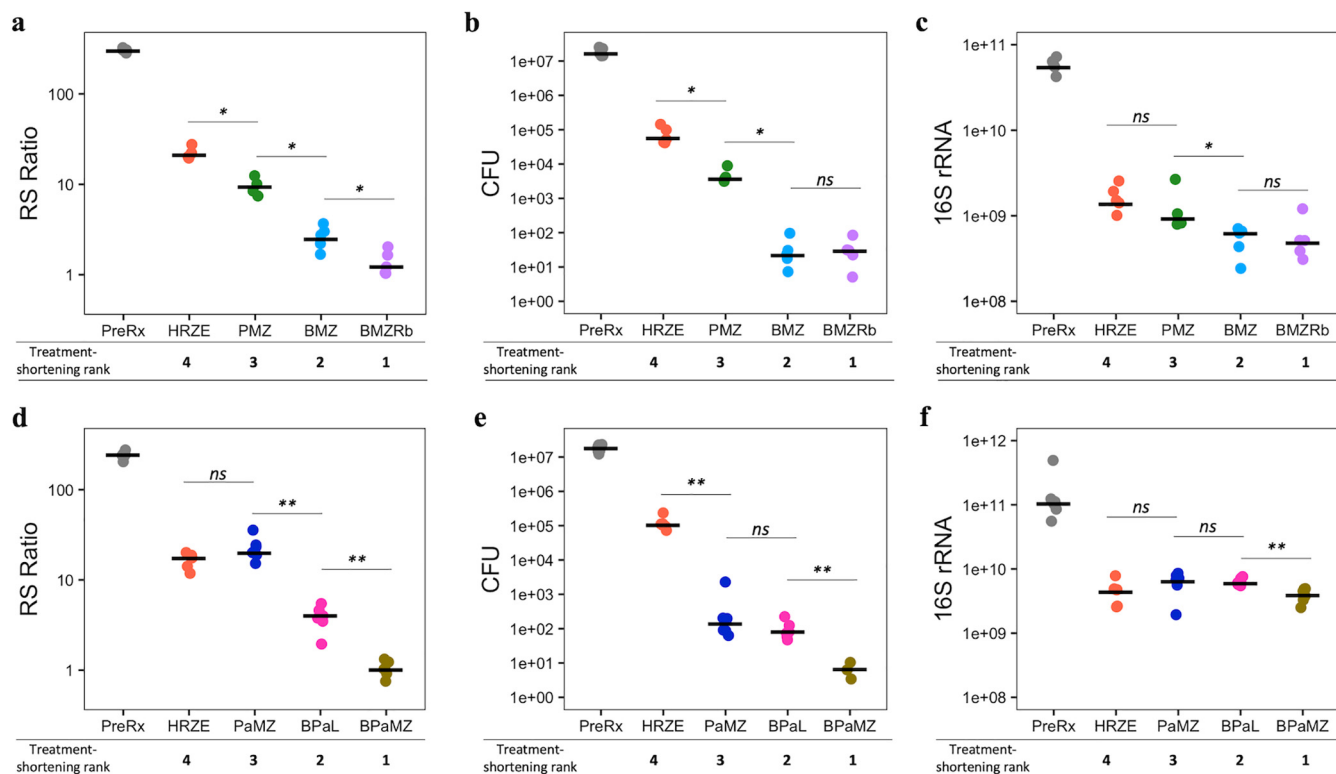 a
RS Ratio
100
10
1
*
*
*
PreRx HRZE PMZ BMZ BMZRb
Treatment-
shortening rank
4 3 2 1
b
CFU
1e+07
1e+06
1e+05
1e+04
1e+03
1e+02
1e+01
1e+00
*
*
ns
PreRx HRZE PMZ BMZ BMZRb
Treatment-
shortening rank
4 3 2 1
c
16S rRNA
1e+11
1e+10
1e+09
1e+08
ns
*
ns
PreRx HRZE PMZ BMZ BMZRb
Treatment-
shortening rank
4 3 2 1
d
RS Ratio
100
10
1
ns
**
**
PreRx HRZE PaMZ BPaL BPaMZ
Treatment-
shortening rank
4 3 2 1
e
CFU
1e+07
1e+06
1e+05
1e+04
1e+03
1e+02
1e+01
1e+00
**
ns
**
PreRx HRZE PaMZ BPaL BPaMZ
Treatment-
shortening rank
4 3 2 1
f
16S rRNA
1e+12
1e+11
1e+10
1e+09
1e+08
ns
ns
**
PreRx HRZE PaMZ BPaL BPaMZ
Treatment-
shortening rank
4 3 2 1